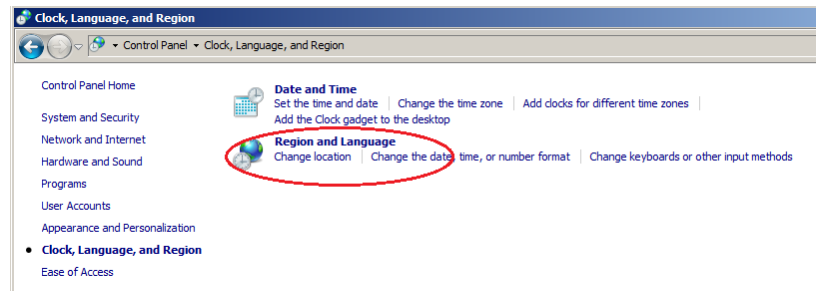 Clock, Language, and Region
Control Panel Clock, Language, and Region
Control Panel Home
System and Security
Network and Internet
Hardware and Sound
Programs
User Accounts
Appearance and Personalization
Clock, Language, and Region
Ease of Access
Date and Time
Set the time and date Change the time zone Add clocks for different time zones
Add the Clock gadget to the desktop
Region and Language
Change location Change the date, time, or number format Change keyboards or other input methods